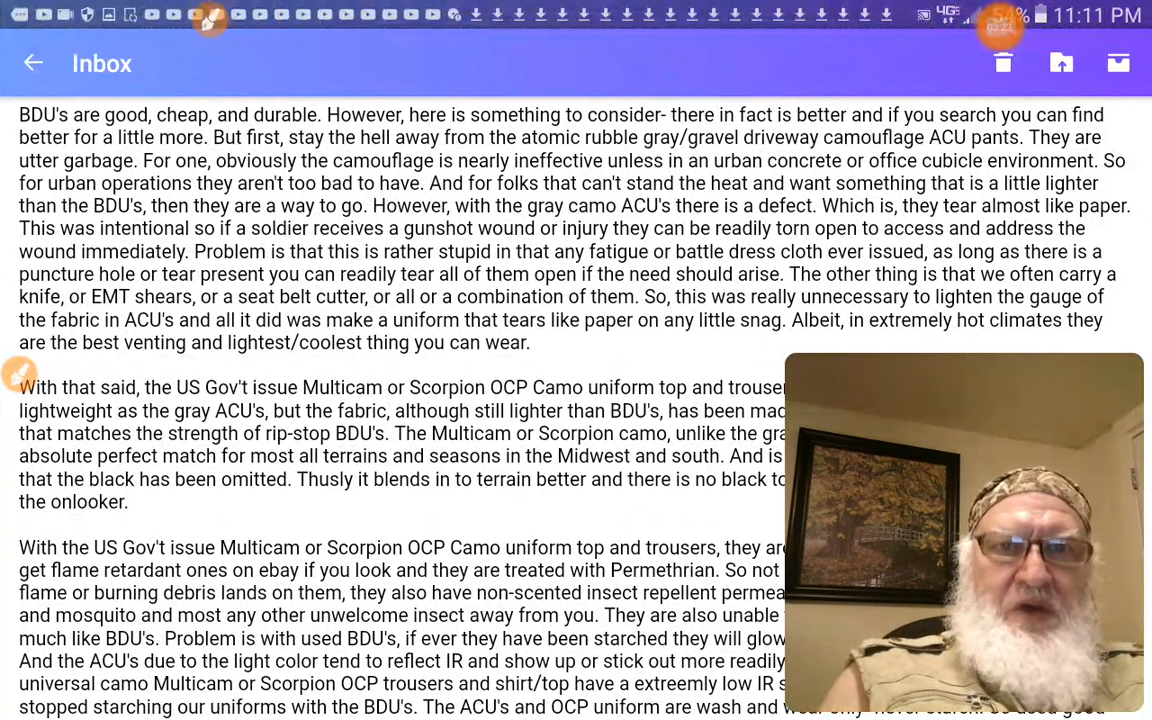 11:11 PM
Inbox
BDU's are good, cheap, and durable. However, here is something to consider- there in fact is better and if you search you can find
better for a little more. But first, stay the hell away from the atomic rubble gray/gravel driveway camouflage ACU pants. They are
utter garbage. For one, obviously the camouflage is nearly ineffective unless in an urban concrete or office cubicle environment. So
for urban operations they aren't too bad to have. And for folks that can't stand the heat and want something that is a little lighter
than the BDU's, then they are a way to go. However, with the gray camo ACU's there is a defect. Which is, they tear almost like paper.
This was intentional so if a soldier receives a gunshot wound or injury they can be readily torn open to access and address the
wound immediately. Problem is that this is rather stupid in that any fatigue or battle dress cloth ever issued, as long as there is a
puncture hole or tear present you can readily tear all of them open if the need should arise. The other thing is that we often carry a
knife, or EMT shears, or a seat belt cutter, or all or a combination of them. So, this was really unnecessary to lighten the gauge of
the fabric in ACU's and all it did was make a uniform that tears like paper on any little snag. Albeit, in extremely hot climates they
are the best venting and lightest/coolest thing you can wear.
With that said, the US Gov't issue Multicam or Scorpion OCP Camo uniform top and
lightweight as the gray ACU's, but the fabric, although still lighter than BDU's, has been
that matches the strength of rip-stop BDU's. The Multicam or Scorpion camo, unlike the
absolute perfect match for most all terrains and seasons in the Midwest and south. And is
that the black has been omitted. Thusly it blends in to terrain better and there is no black
the onlooker.
With the US Gov't issue Multicam or Scorpion OCP Camo uniform top and trousers, they
get flame retardant ones on ebay if you look and they are treated with Permethrian. So not
flame or burning debris lands on them, they also have non-scented insect repellent
and mosquito and most any other unwelcome insect away from you. They are also unable
much like BDU's. Problem is with used BDU's, if ever they have been starched they will glow
And the ACU's due to the light color tend to reflect IR and show up or stick out more readily
universal camo Multicam or Scorpion OCP trousers and shirt/top have a extreemly low IR
stopped starching our uniforms with the BDU's. The ACU's and OCP uniform are wash and